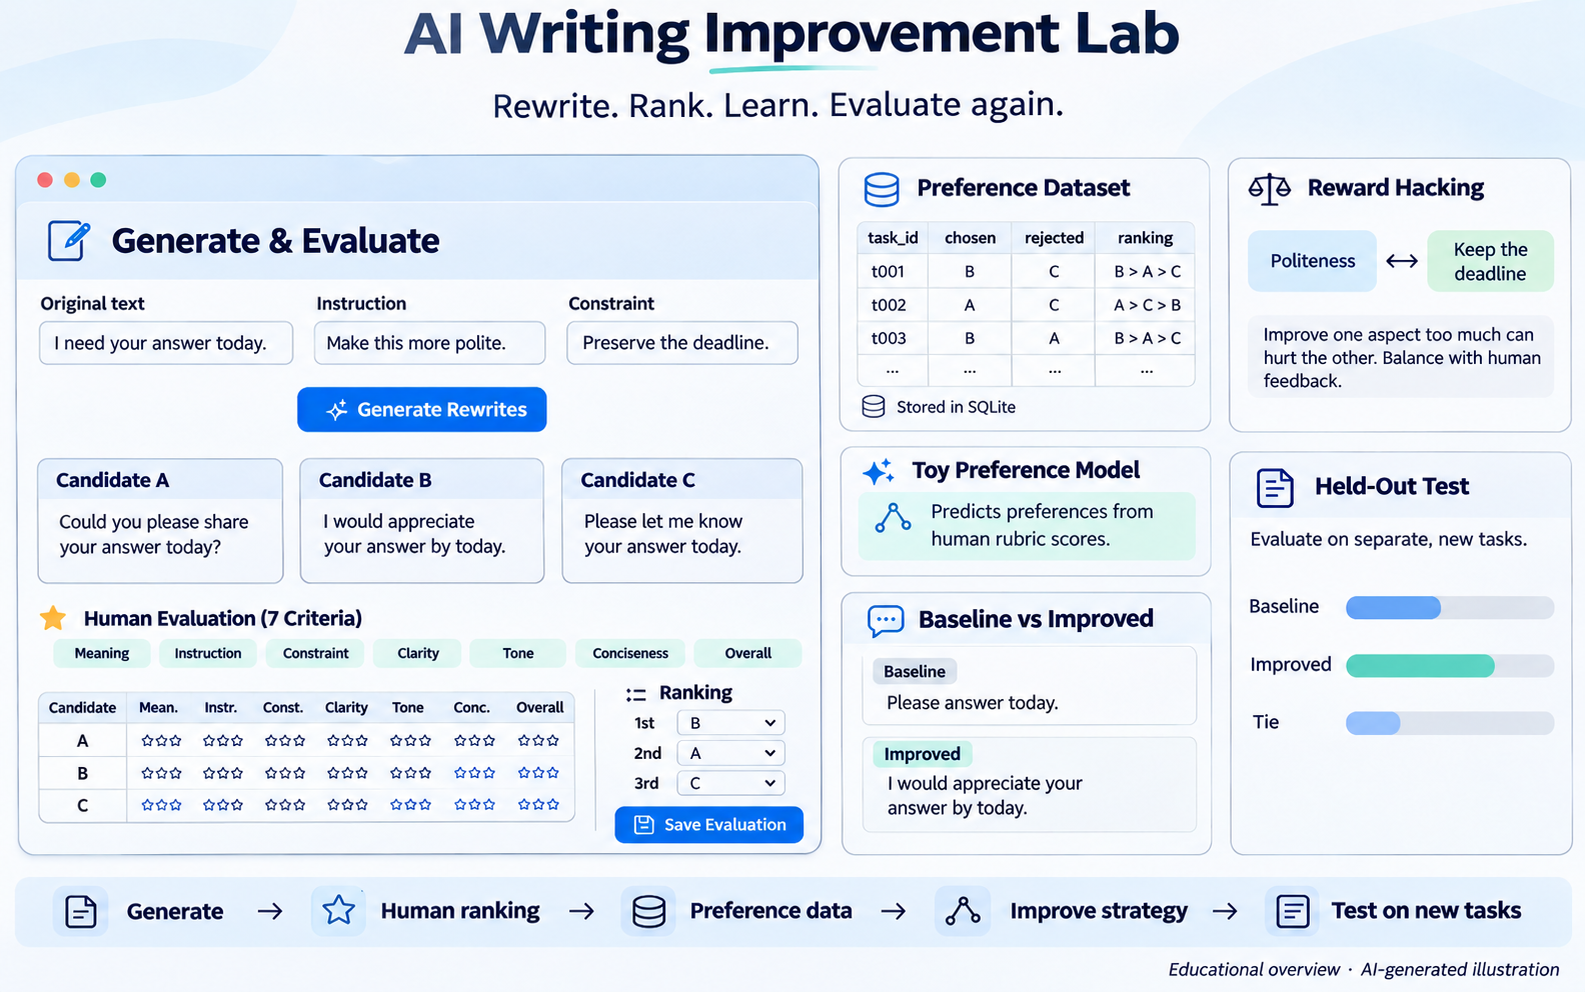 AI Writing Improvement Lab
Rewrite. Rank. Learn. Evaluate again.
Generate & Evaluate
Original text
I need your answer today.
Instruction
Make this more polite.
Constraint
Preserve the deadline.
Generate Rewrites
Candidate A
Could you please share
your answer today?
Candidate B
I would appreciate
your answer by today.
Candidate C
Please let me know
your answer today.
Human Evaluation (7 Criteria)
Meaning Instruction Constraint Clarity Tone Conciseness Overall
Candidate Mean. Instr. Const. Clarity Tone Conc. Overall
A
B
C
Ranking
1st B
2nd A
3rd C
Save Evaluation
Preference Dataset
task_id chosen rejected ranking
t001 B C B > A > C
t002 A C A > C > B
t003 B A B > A > C
... ... ... ...
Stored in SQLite
Toy Preference Model
Predicts preferences from
human rubric scores.
Baseline vs Improved
Baseline
Please answer today.
Improved
I would appreciate your
answer by today.
Reward Hacking
Politeness
Keep the
deadline
Improve one aspect too much can
hurt the other. Balance with human
feedback.
Held-Out Test
Evaluate on separate, new tasks.
Baseline
Improved
Tie
Generate → Human ranking → Preference data → Improve strategy → Test on new tasks
Educational overview · AI-generated illustration